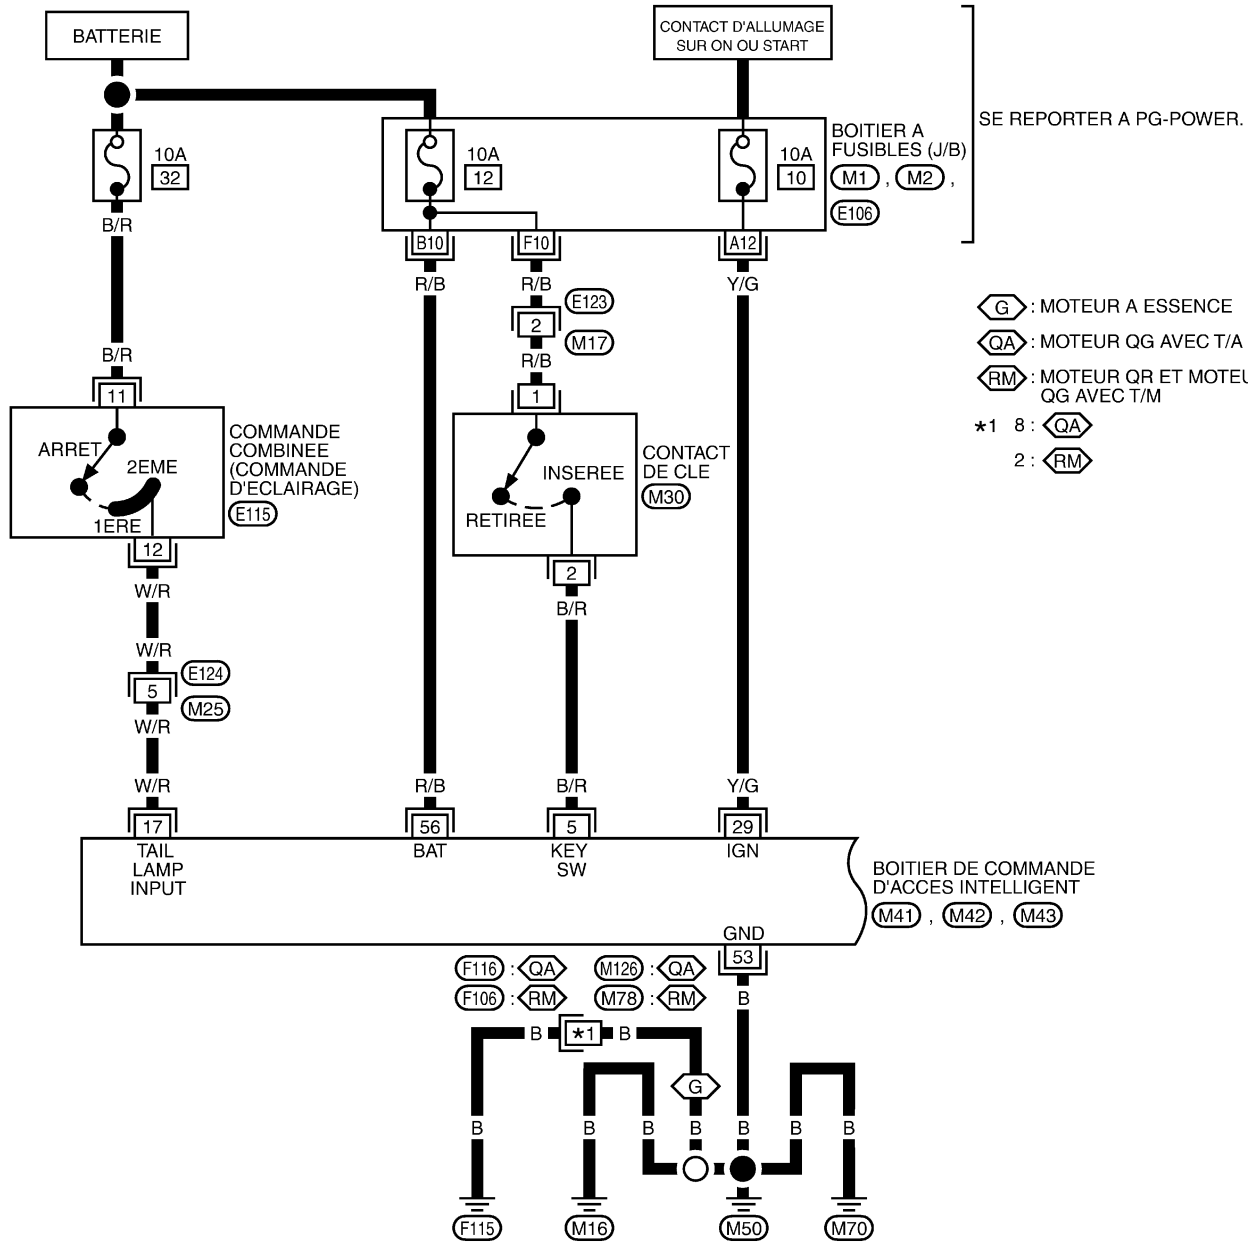 BATTERIE
CONTACT D'ALLUMAGE
SUR ON OU START
SE REPORTER A PG-POWER.
10A
32
10A
12
10A
10
BOITIER A
FUSIBLES (J/B)
M1 , M2 ,
E106
B/R
B10
F10
A12
R/B
R/B
Y/G
E123
2
M17
R/B
G : MOTEUR A ESSENCE
QA : MOTEUR QG AVEC T/A
RM : MOTEUR QR ET MOTEU
QG AVEC T/M
*1 8 : QA
2 : RM
B/R
11
1
ARRET
2EME
1ERE
COMMANDE
COMBINEE
(COMMANDE
D'ECLAIRAGE)
E115
INSEREE
RETIREE
CONTACT
DE CLE
M30
12
2
W/R
B/R
W/R
E124
5
M25
W/R
W/R
R/B
B/R
Y/G
17
56
5
29
TAIL
LAMP
INPUT
BAT
KEY
SW
IGN
BOITIER DE COMMANDE
D'ACCES INTELLIGENT
M41 , M42 , M43
GND
53
F116 : QA
M126 : QA
F106 : RM
M78 : RM
B
B
*1
B
G
B
B
B
B
B
B
B
F115
M16
M50
M70